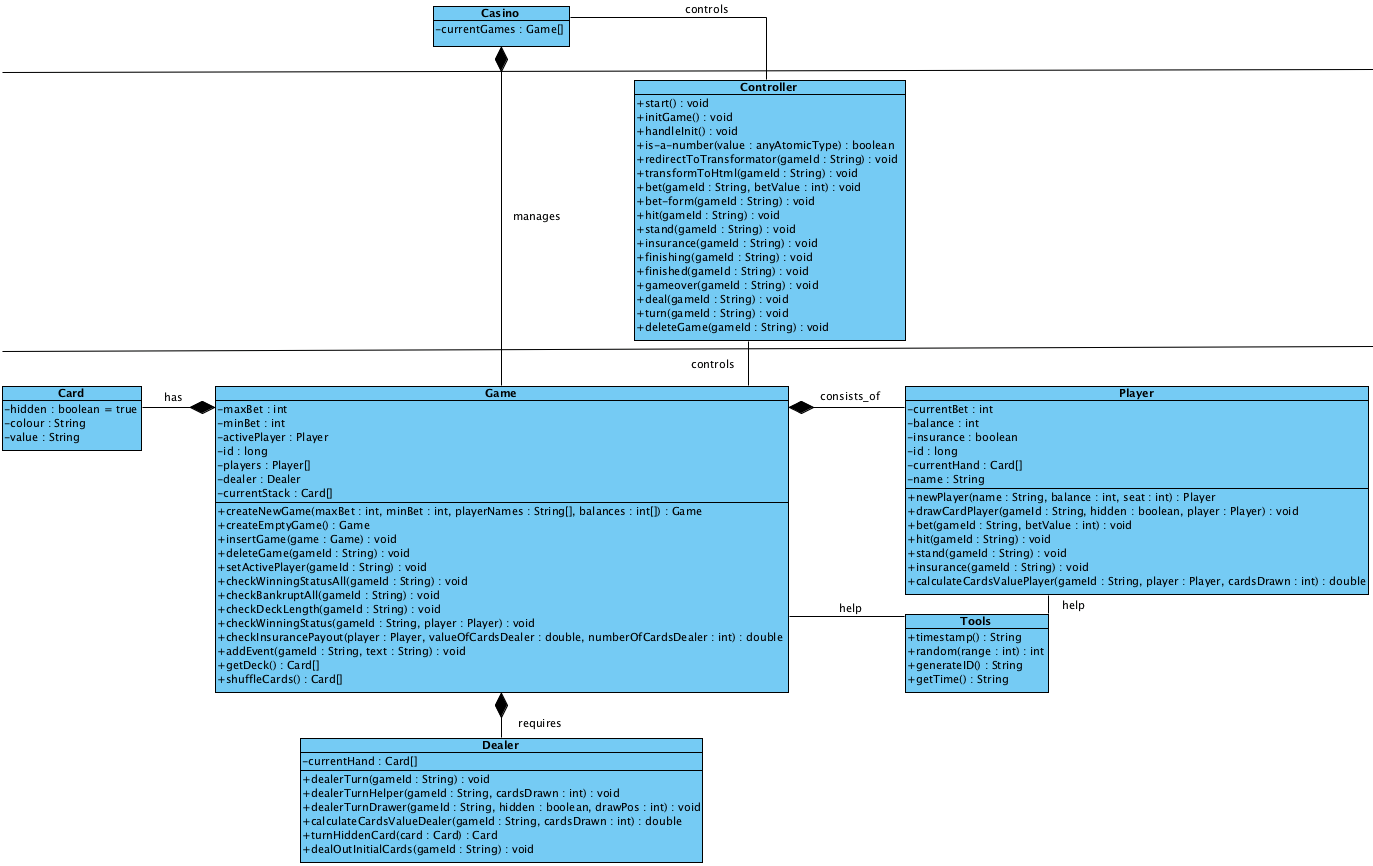 Casino
-currentGames : Game[]
controls
Controller
+start() : void
+initGame() : void
+handleInit() : void
+is-a-number(value : anyAtomicType) : boolean
+redirectToTransformator(gameId : String) : void
+transformToHtml(gameId : String) : void
+bet(gameId : String, betValue : int) : void
+bet-form(gameId : String) : void
+hit(gameId : String) : void
+stand(gameId : String) : void
+insurance(gameId : String) : void
+finishing(gameId : String) : void
+finished(gameId : String) : void
+gameover(gameId : String) : void
+deal(gameId : String) : void
+turn(gameId : String) : void
+deleteGame(gameId : String) : void
manages
controls
Card
-hidden : boolean = true
-colour : String
-value : String
has
Game
-maxBet : int
-minBet : int
-activePlayer : Player
-id : long
-players : Player[]
-dealer : Dealer
-currentStack : Card[]
+createNewGame(maxBet : int, minBet : int, playerNames : String[], balances : int[]) : Game
+createEmptyGame() : Game
+insertGame(game : Game) : void
+deleteGame(gameId : String) : void
+setActivePlayer(gameId : String) : void
+checkWinningStatusAll(gameId : String) : void
+checkBankruptAll(gameId : String) : void
+checkDeckLength(gameId : String) : void
+checkWinningStatus(gameId : String, player : Player) : void
+checkInsurancePayout(player : Player, valueOfCardsDealer : double, numberOfCardsDealer : int) : double
+addEvent(gameId : String, text : String) : void
+getDeck() : Card[]
+shuffleCards() : Card[]
consists_of
Player
-currentBet : int
-balance : int
-insurance : boolean
-id : long
-currentHand : Card[]
-name : String
+newPlayer(name : String, balance : int, seat : int) : Player
+drawCardPlayer(gameId : String, hidden : boolean, player : Player) : void
+bet(gameId : String, betValue : int) : void
+hit(gameId : String) : void
+stand(gameId : String) : void
+insurance(gameId : String) : void
+calculateCardsValuePlayer(gameId : String, player : Player, cardsDrawn : int) : double
help
help
Tools
+timestamp() : String
+random(range : int) : int
+generateID() : String
+getTime() : String
requires
Dealer
-currentHand : Card[]
+dealerTurn(gameId : String) : void
+dealerTurnHelper(gameId : String, cardsDrawn : int) : void
+dealerTurnDrawer(gameId : String, hidden : boolean, drawPos : int) : void
+calculateCardsValueDealer(gameId : String, cardsDrawn : int) : double
+turnHiddenCard(card : Card) : Card
+dealOutInitialCards(gameId : String) : void